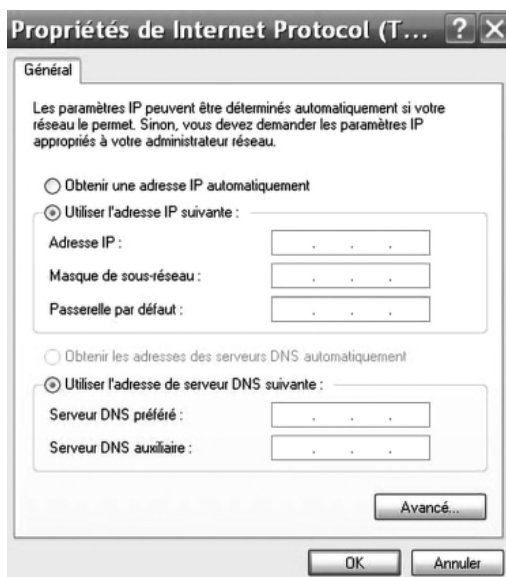 Propriétés de Internet Protocol (T... ? X
Général
Les paramètres IP peuvent être déterminés automatiquement si votre
réseau le permet. Sinon, vous devez demander les paramètres IP
appropriés à votre administrateur réseau.
Obtenir une adresse IP automatiquement
Utiliser l'adresse IP suivante :
Adresse IP :
Masque de sous-réseau :
Passerelle par défaut :
Obtenir les adresses des serveurs DNS automatiquement
Utiliser l'adresse de serveur DNS suivante :
Serveur DNS préféré :
Serveur DNS auxiliaire :
Avancé...
OK Annuler